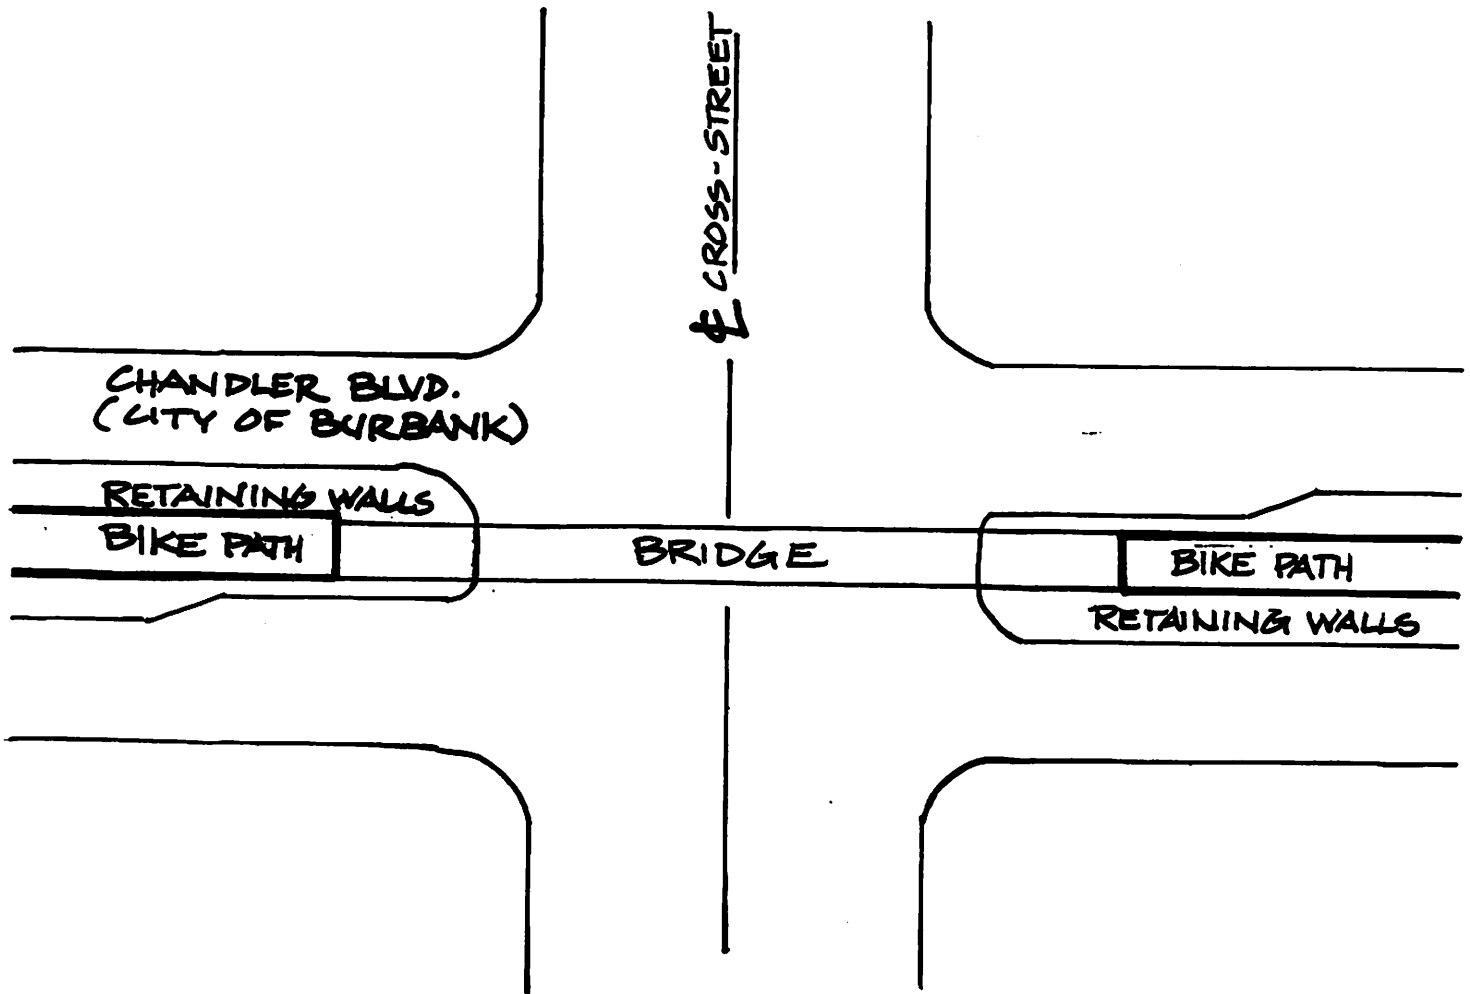 ℄ CROSS-STREET
CHANDLER BLVD.
(CITY OF BURBANK)
RETAINING WALLS
BIKE PATH
BRIDGE
BIKE PATH
RETAINING WALLS